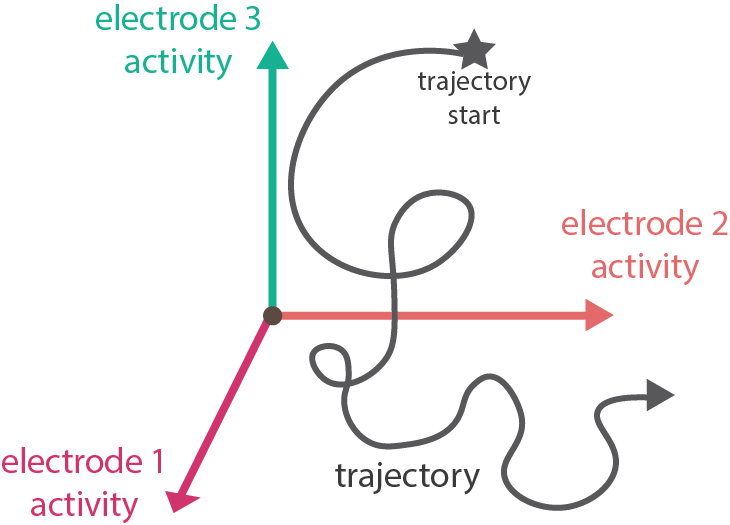 electrode 3
activity
trajectory
start
electrode 2
activity
electrode 1
activity
trajectory